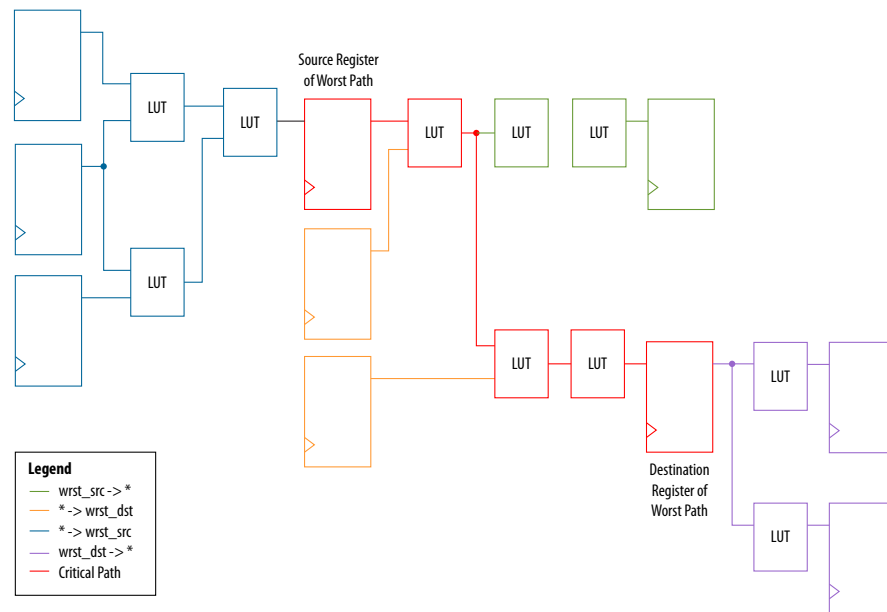 Source Register
of Worst Path
LUT
LUT
LUT
LUT
LUT
LUT
LUT
LUT
LUT
LUT
LUT
Destination
Register of
Worst Path
Legend
wrst_src -> *
* -> wrst_dst
* -> wrst_src
wrst_dst -> *
Critical Path